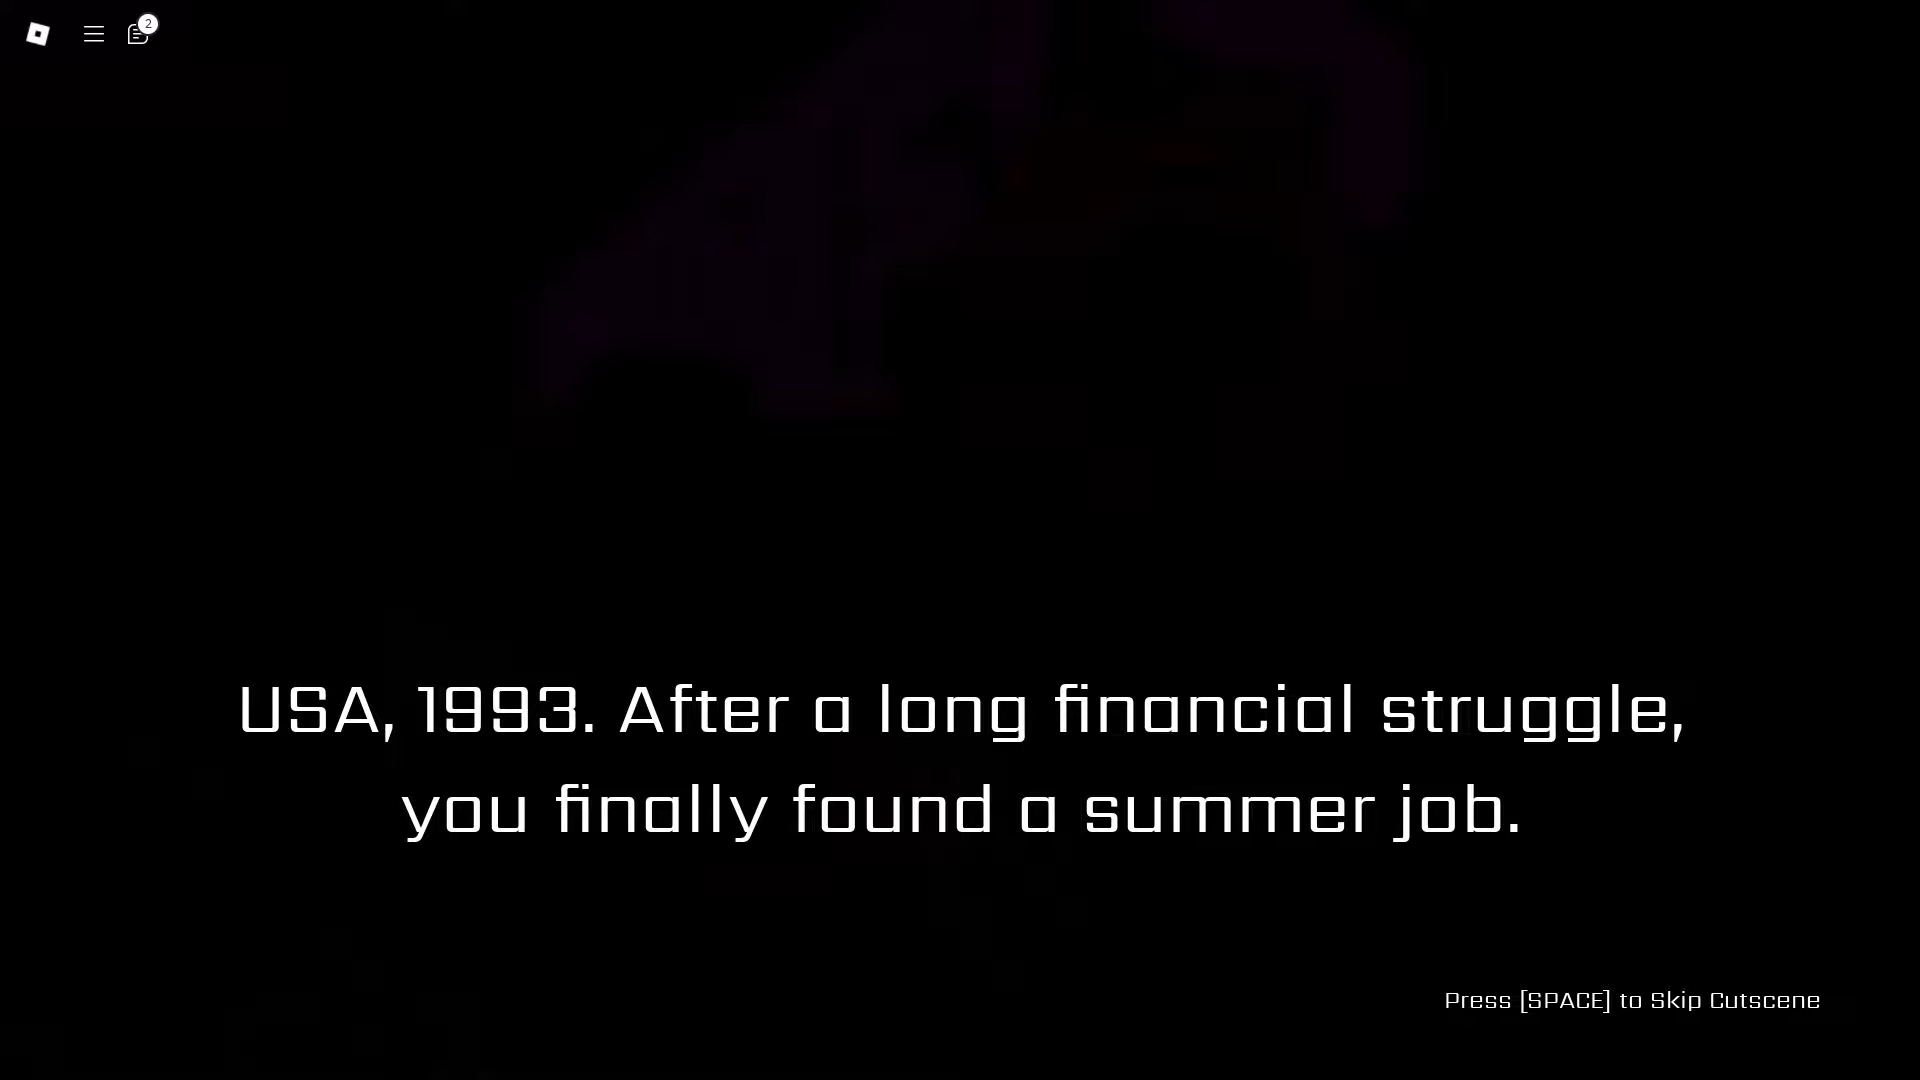 2
USA, 1993. After a long financial struggle,
you finally found a summer job.
Press [SPACE] to Skip Cutscene